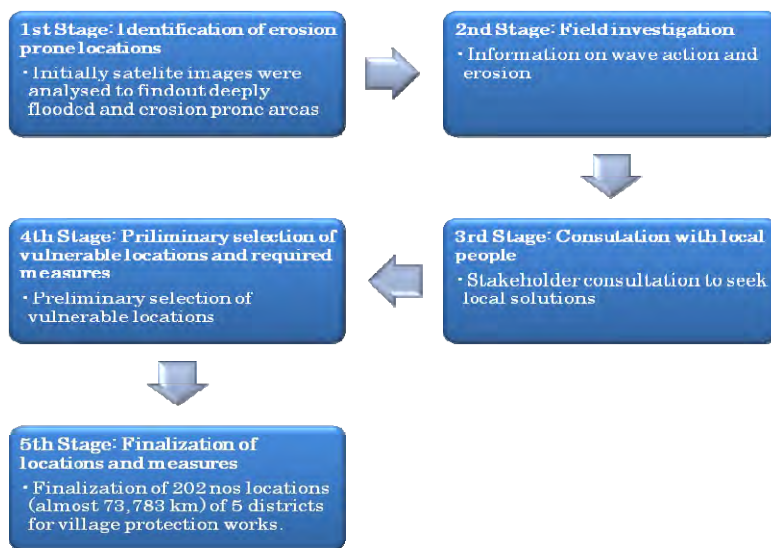 1st Stage: Identification of erosion
prone locations
· Initially satelite images were
analysed to findout deeply
flooded and erosion prone areas
2nd Stage: Field investigation
· Information on wave action and
erosion
3rd Stage: Consutation with local
people
· Stakeholder consultation to seek
local solutions
4th Stage: Priliminary selection of
vulnerable locations and required
measures
· Preliminary selection of
vulnerable locations
5th Stage: Finalization of
locations and measures
· Finalization of 202 nos locations
(almost 73,783 km) of 5 districts
for village protection works.